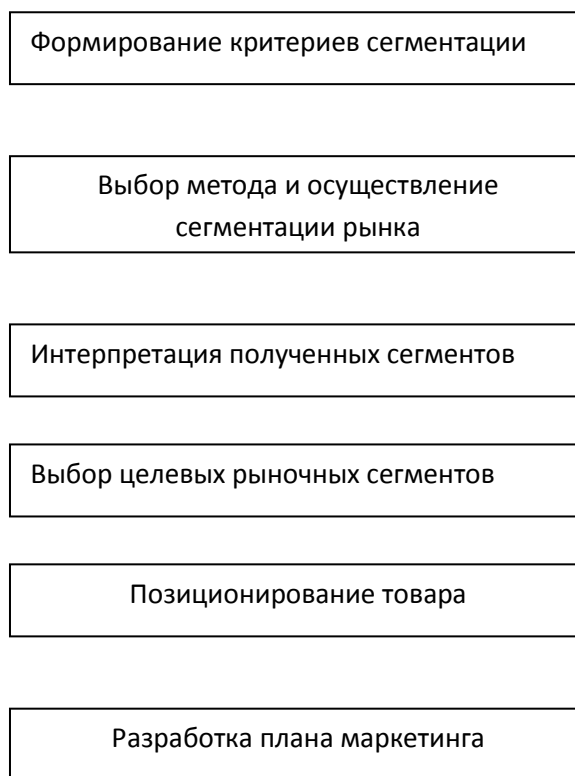 Формирование критериев сегментации
Выбор метода и осуществление
сегментации рынка
Интерпретация полученных сегментов
Выбор целевых рыночных сегментов
Позиционирование товара
Разработка плана маркетинга